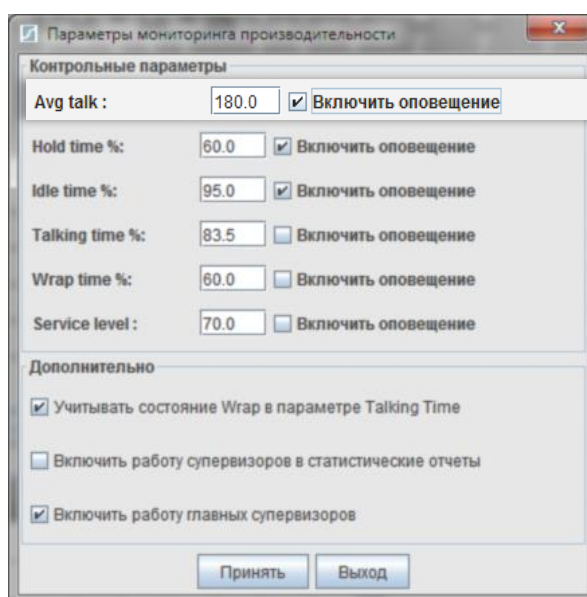 Параметры мониторинга производительности
Контрольные параметры
Avg talk : 180.0 Включить оповещение
Hold time %: 60.0 Включить оповещение
Idle time %: 95.0 Включить оповещение
Talking time %: 83.5 Включить оповещение
Wrap time %: 60.0 Включить оповещение
Service level : 70.0 Включить оповещение
Дополнительно
Учитывать состояние Wrap в параметре Talking Time
Включить работу супервизоров в статистические отчеты
Включить работу главных супервизоров
Принять Выход